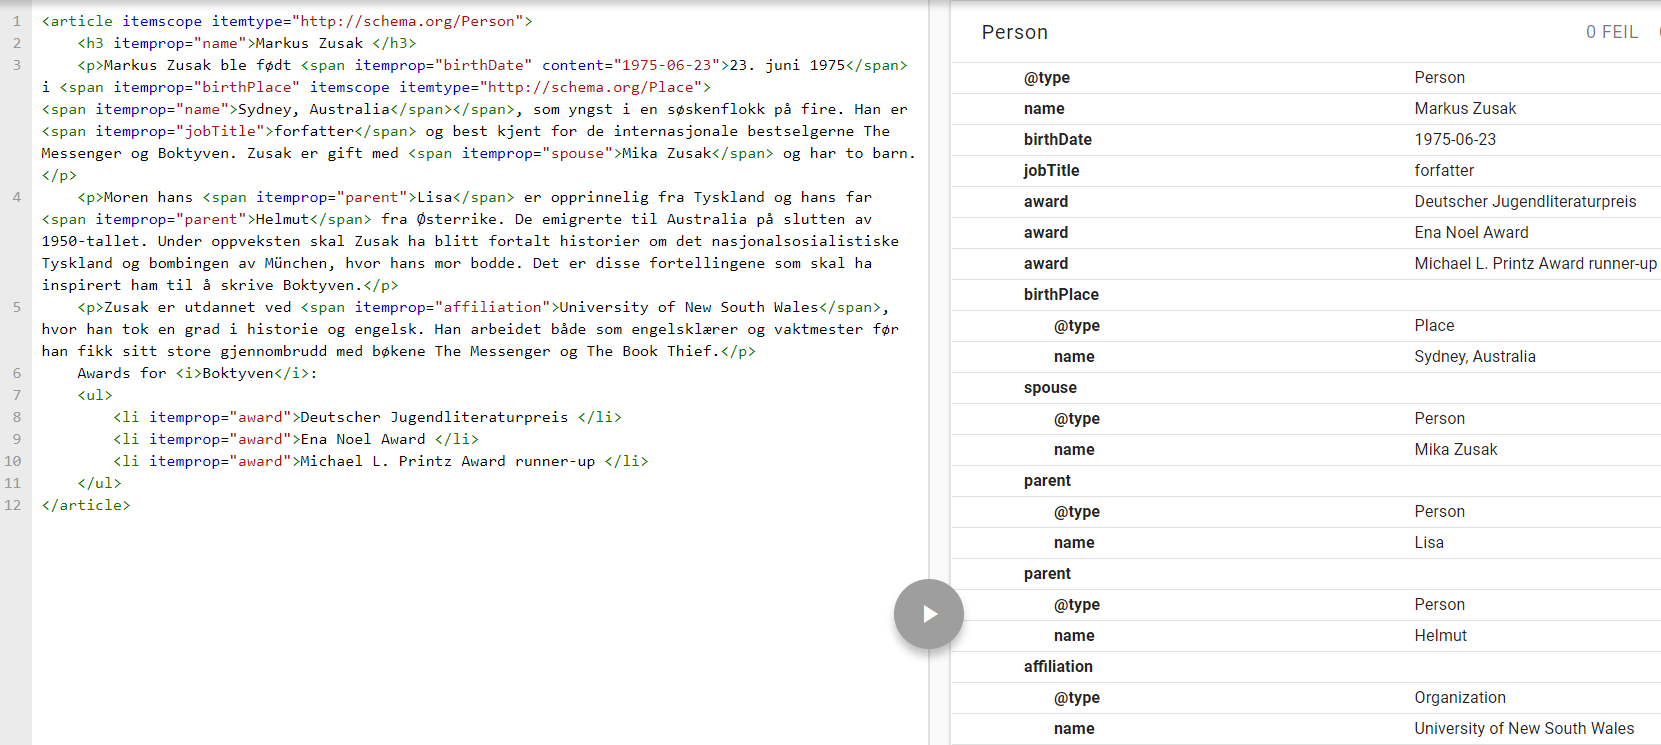 1 <article itemscope itemtype="http://schema.org/Person">
2 <h3 itemprop="name">Markus Zusak </h3>
3 <p>Markus Zusak ble født <span itemprop="birthDate" content="1975-06-23">23. juni 1975</span>
i <span itemprop="birthPlace" itemscope itemtype="http://schema.org/Place">
<span itemprop="name">Sydney, Australia</span></span>, som yngst i en søskenflokk på fire. Han er
<span itemprop="jobTitle">forfatter</span> og best kjent for de internasjonale bestselgerne The
Messenger og Boktyven. Zusak er gift med <span itemprop="spouse">Mika Zusak</span> og har to barn.
</p>
4 <p>Moren hans <span itemprop="parent">Lisa</span> er opprinnelig fra Tyskland og hans far
<span itemprop="parent">Helmut</span> fra Østerrike. De emigrerte til Australia på slutten av
1950-tallet. Under oppveksten skal Zusak ha blitt fortalt historier om det nasjonalsosialistiske
Tyskland og bombingen av München, hvor hans mor bodde. Det er disse fortellingene som skal ha
inspirert ham til å skrive Boktyven.</p>
5 <p>Zusak er utdannet ved <span itemprop="affiliation">University of New South Wales</span>,
hvor han tok en grad i historie og engelsk. Han arbeidet både som engelsklærer og vaktmester før
han fikk sitt store gjennombrudd med bøkene The Messenger og The Book Thief.</p>
6 Awards for <i>Boktyven</i>:
7 <ul>
8 <li itemprop="award">Deutscher Jugendliteraturpreis </li>
9 <li itemprop="award">Ena Noel Award </li>
10 <li itemprop="award">Michael L. Printz Award runner-up </li>
11 </ul>
12 </article>
Person 0 FEIL
@type Person
name Markus Zusak
birthDate 1975-06-23
jobTitle forfatter
award Deutscher Jugendliteraturpreis
award Ena Noel Award
award Michael L. Printz Award runner-up
birthPlace
@type Place
name Sydney, Australia
spouse
@type Person
name Mika Zusak
parent
@type Person
name Lisa
parent
@type Person
name Helmut
affiliation
@type Organization
name University of New South Wales